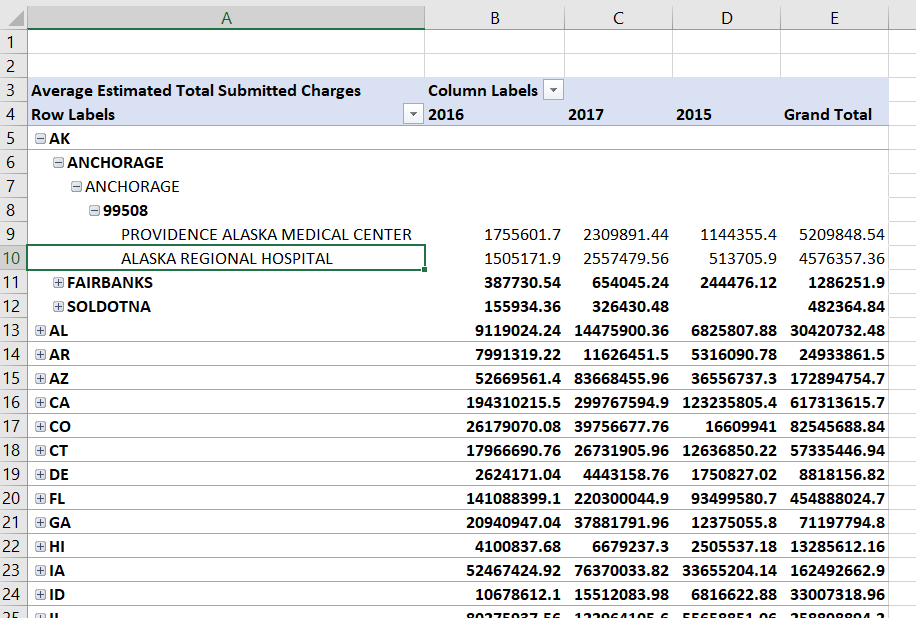 A B C D E
1
2
3 Average Estimated Total Submitted Charges Column Labels
4 Row Labels 2016 2017 2015 Grand Total
5 AK
6 ANCHORAGE
7 ANCHORAGE
8 99508
9 PROVIDENCE ALASKA MEDICAL CENTER 1755601.7 2309891.44 1144355.4 5209848.54
10 ALASKA REGIONAL HOSPITAL 1505171.9 2557479.56 513705.9 4576357.36
11 FAIRBANKS 387730.54 654045.24 244476.12 1286251.9
12 SOLDOTNA 155934.36 326430.48 482364.84
13 AL 9119024.24 14475900.36 6825807.88 30420732.48
14 AR 7991319.22 11626451.5 5316090.78 24933861.5
15 AZ 52669561.4 83668455.96 36556737.3 172894754.7
16 CA 194310215.5 299767594.9 123235805.4 617313615.7
17 CO 26179070.08 39756677.76 16609941 82545688.84
18 CT 17966690.76 26731905.96 12636850.22 57335446.94
19 DE 2624171.04 4443158.76 1750827.02 8818156.82
20 FL 141088399.1 220300044.9 93499580.7 454888024.7
21 GA 20940947.04 37881791.96 12375055.8 71197794.8
22 HI 4100837.68 6679237.3 2505537.18 13285612.16
23 IA 52467424.92 76370033.82 33655204.14 162492662.9
24 ID 10678612.1 15512083.98 6816622.88 33007318.96
25